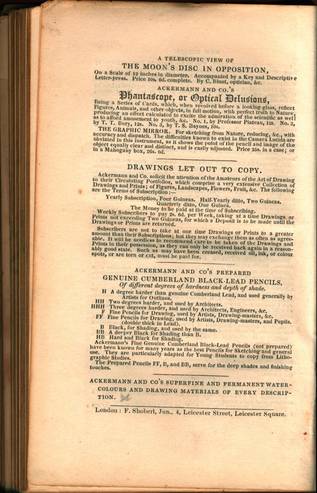 A TELESCOPIC VIEW OF
THE MOON'S DISC IN OPPOSITION,
On a Scale of 12 inches in diameter. Accompanied by a Key and Descriptive
Letter-press. Price 10s. 6d. complete. By C. Blunt, optician, &c.
ACKERMANN AND CO.'S
Phantascope, or Optical Delusions,
Being a Series of Cards, which, when revolved before a looking glass, reflect
Figures, Animals, and other Objects, in full motion, with perfect truth to Nature,
producing an effect calculated to excite the admiration of the scientific as well
as to afford amusement to youth, &c. No. 1, by Professor Plateau, 12s. No. 2,
by T. T. Bury, 12s. No. 3, by T. M. Baynes, 10s.
THE GRAPHIC MIRROR. For sketching from Nature, reducing, &c., with
accuracy and dispatch. The difficulties known to exist in the Camera Lucida are
obviated in this instrument, as it shows the point of the pencil and image of the
object equally clear and distinct, and is easily adjusted. Price 25s. in a case; or
in a Mahogany box, 26s. 6d.
DRAWINGS LET OUT TO COPY.
Ackermann and Co. solicit the attention of the Amateurs of the Art of Drawing
to their Circulating Portfolios, which comprise a very extensive Collection of
Drawings and Prints; of Figures, Landscapes, Flowers, Fruit, &c. The following
are the Terms of Subscription:—
Yearly Subscription, Four Guineas. Half-Yearly ditto, Two Guineas.
Quarterly ditto, One Guinea.
The Money to be paid at the time of Subscribing.
Weekly Subscriptions to pay 2s. 6d. per Week, taking at a time Drawings or
Prints not exceeding Two Guineas, for which a Deposit is to be made until the
Drawings or Prints are returned.
Subscribers are not to take at one time Drawings or Prints to a greater
amount than their Subscriptions; but they may exchange them as often as agree-
able. It will be needless to recommend care to be taken of the Drawings and
Prints in their possession, as they can only be received back again in a reason-
ably good state. Such as may have been damaged, received oil, ink, or colour
spots, or are torn or cut, must be paid for.
ACKERMANN AND CO'S PREPARED
GENUINE CUMBERLAND BLACK-LEAD PENCILS,
Of different degrees of hardness and depth of shade.
H A degree harder than genuine Cumberland Lead, and used generally by
Artists for Outlines.
HH Two degrees harder, and used by Architects.
HHH Three degrees harder, and used by Architects, Engineers, &c.
F Fine Pencils for Drawing, used by Artists, Drawing-masters, &c.
FF Fine Pencils for Drawing, used by Artists, Drawing-masters, and Pupils.
(double thick in lead).
B Black, for Shading, and used by the same.
BB A deeper Black for Shading than B.
HB Hard and Black for Shading.
Ackermann's Fine Genuine Cumberland Black-Lead Pencils (not prepared)
have been known for many years as the best Pencils for Sketching and general
use. They are particularly adapted for Young Students to copy from Litho-
graphic Studies.
The Prepared Pencils FF, B, and BB, serve for the deep shades and finishing
touches.
ACKERMANN AND CO'S SUPERFINE AND PERMANENT WATER-
COLOURS AND DRAWING MATERIALS OF EVERY DESCRIP-
TION.
London: F. Shoberl, Jun., 4, Leicester Street, Leicester Square.